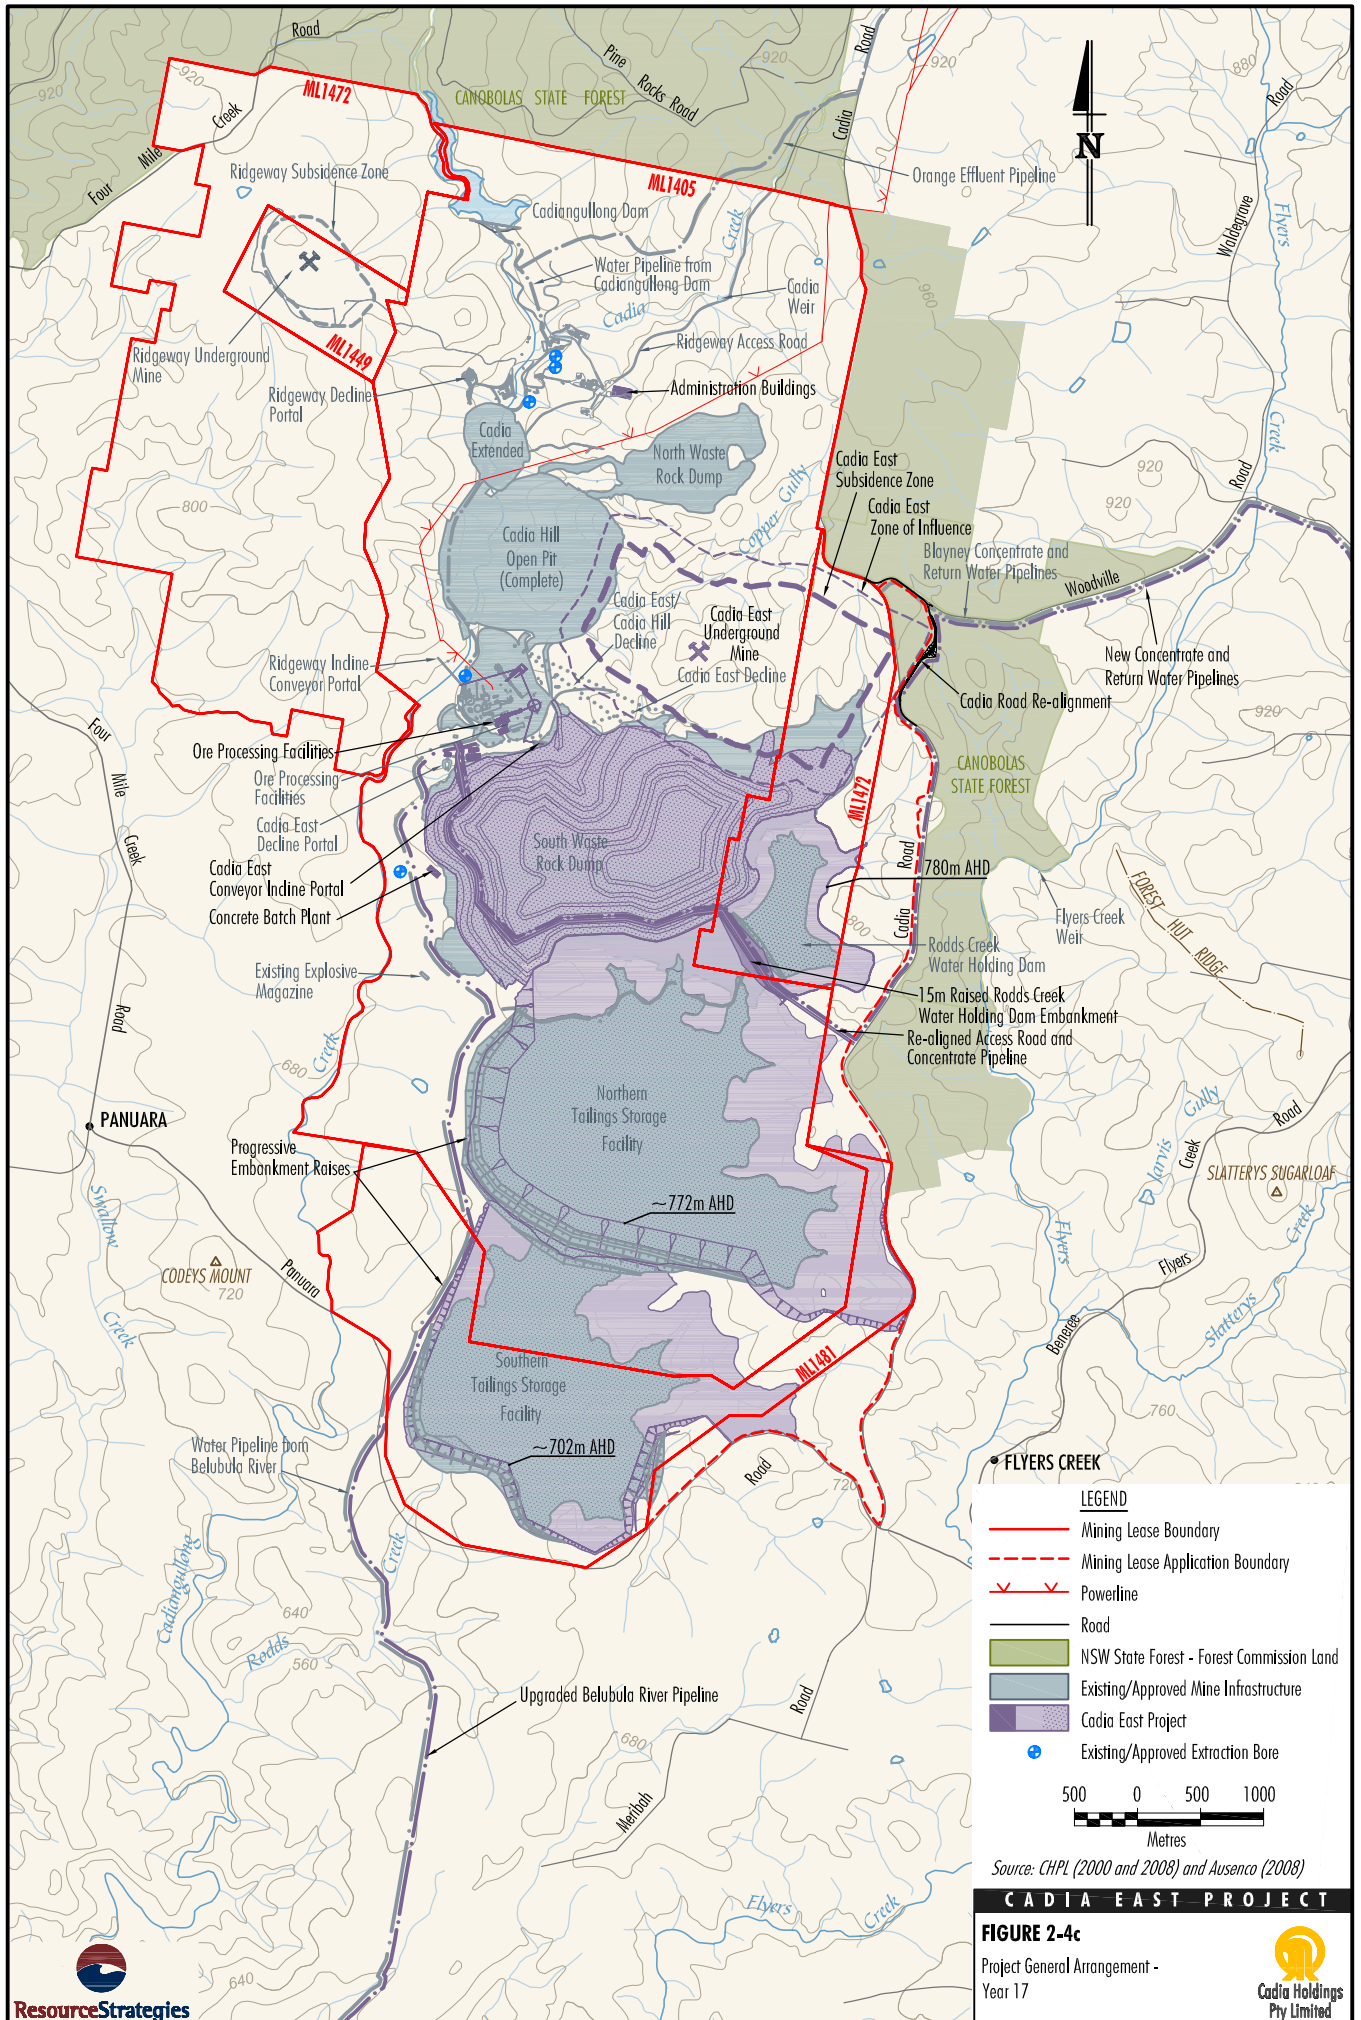 Road
920
920
ML1472
Creek
Mile
Four
CANOBOLAS STATE FOREST
Pine
Rocks Road
920
Road
Cadia
880
Road
N
Ridgeway Subsidence Zone
ML1405
Orange Effluent Pipeline
Cadiangullong Dam
Creek
Waldegrave
Flyers
Water Pipeline from
Cadiangullong Dam
Cadia
Weir
Cadia
960
Ridgeway Access Road
Ridgeway Underground
Mine
ML1449
Ridgeway Decline
Portal
Administration Buildings
Cadia
Extended
North Waste
Rock Dump
Creek
Cadia East
Subsidence Zone
920
Road
Copper Gully
800
920
Cadia East
Zone of Influence
Cadia Hill
Open Pit
(Complete)
Blayney Concentrate and
Return Water Pipelines
Woodville
Cadia East/
Cadia Hill
Decline
Cadia East
Underground
Mine
Cadia East Decline
New Concentrate and
Return Water Pipelines
Ridgeway Incline
Conveyor Portal
Cadia Road Re-alignment
920
Four
Mile
Creek
Road
Ore Processing Facilities
Ore Processing
Facilities
CANOBOLAS
STATE FOREST
ML1472
Cadia East
Decline Portal
South Waste
Rock Dump
Road
Cadia
780m AHD
Cadia East
Conveyor Incline Portal
Concrete Batch Plant
FOREST HUT RIDGE
800
Flyers Creek
Weir
Rodds Creek
Water Holding Dam
Existing Explosive
Magazine
15m Raised Rodds Creek
Water Holding Dam Embankment
Re-aligned Access Road and
Concentrate Pipeline
680
Creek
Northern
Tailings Storage
Facility
PANUARA
Progressive
Embankment Raises
Gully
Jarvis
Creek
Road
SLATTERYS SUGARLOAF
Swallow
Creek
~772m AHD
Flyers
Flyers
Creek
Slatterys
CODEYS MOUNT
720
Panuara
Beneree
ML1481
Southern
Tailings Storage
Facility
760
Water Pipeline from
Belubula River
~702m AHD
Road
720
FLYERS CREEK
LEGEND
Mining Lease Boundary
Mining Lease Application Boundary
Powerline
Road
NSW State Forest - Forest Commission Land
Existing/Approved Mine Infrastructure
Cadia East Project
Existing/Approved Extraction Bore
Creek
Cadiangullong
640
Rodds
560
Upgraded Belubula River Pipeline
Road
680
Meribah
500 0 500 1000
Metres
Source: CHPL (2000 and 2008) and Ausenco (2008)
Flyers
Creek
640
CADIA EAST PROJECT
FIGURE 2-4c
Project General Arrangement -
Year 17
Cadia Holdings
Pty Limited
ResourceStrategies